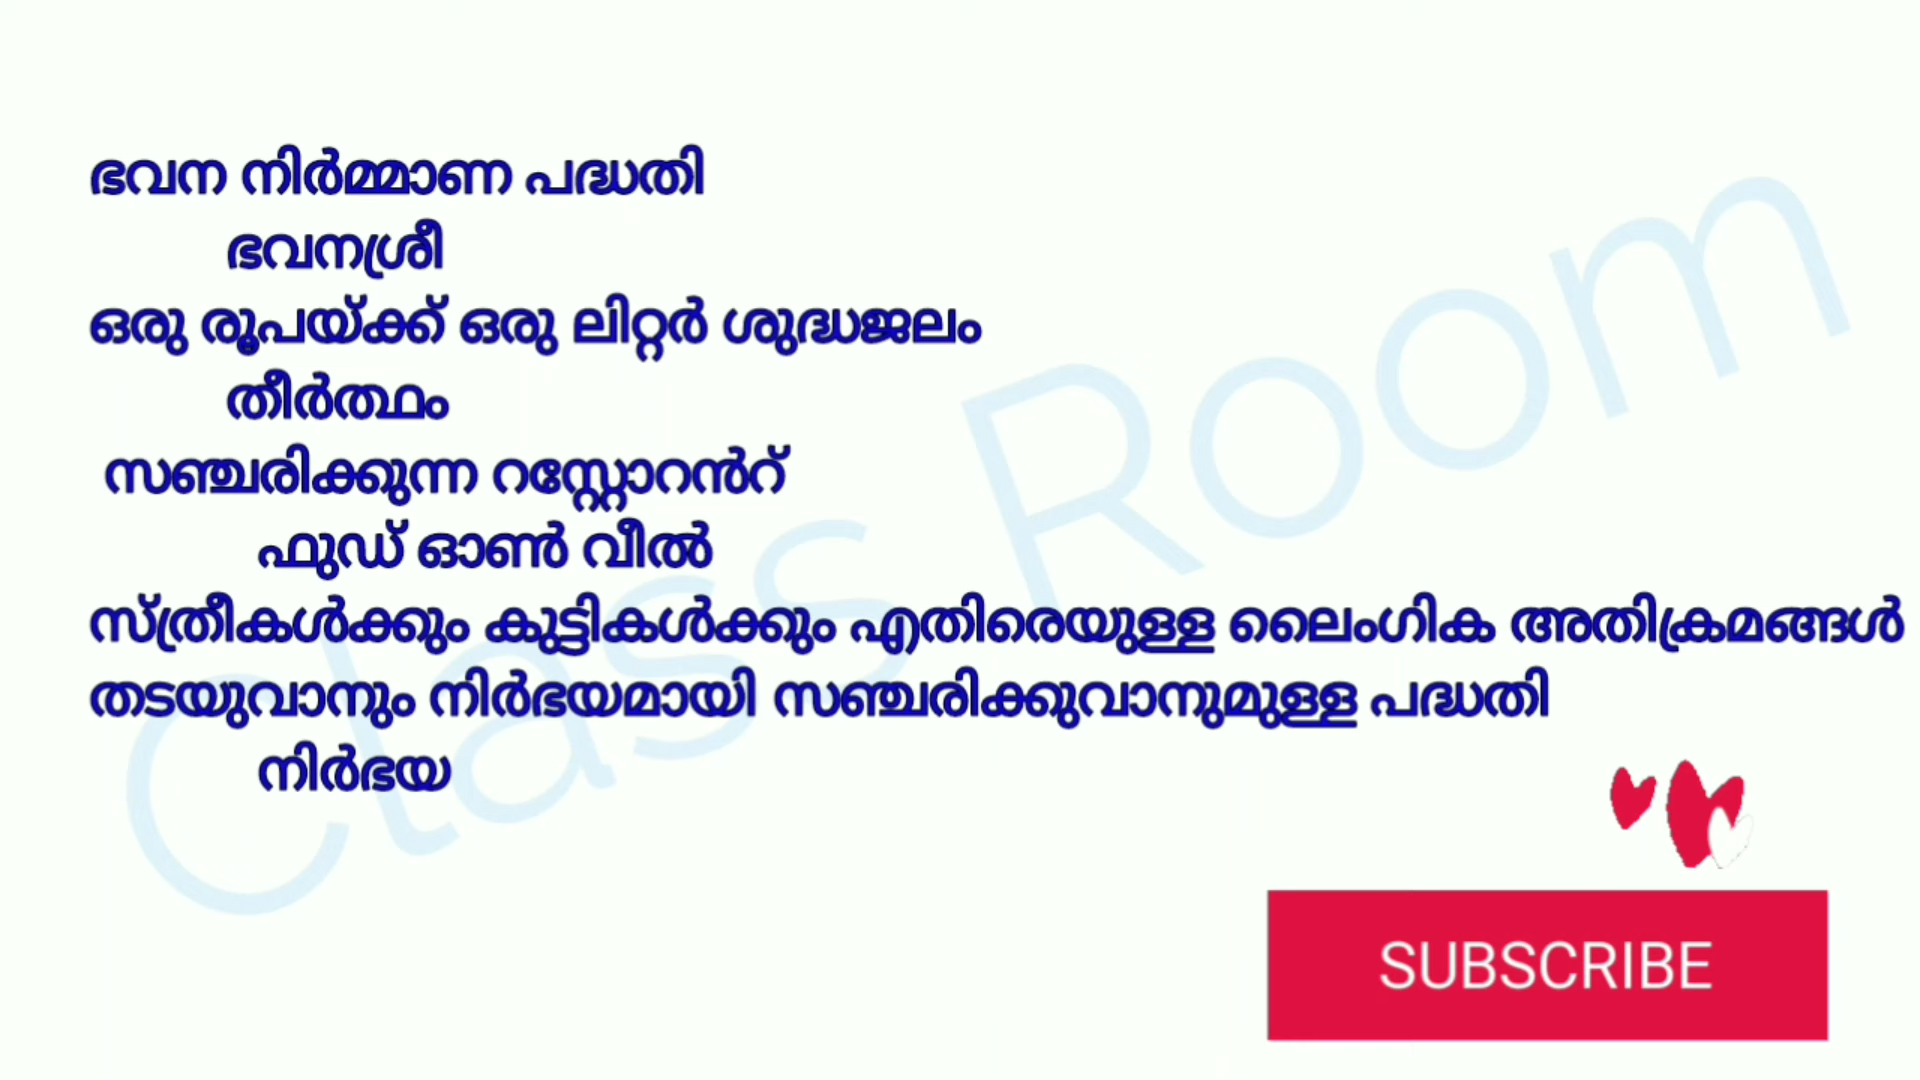 ഭവന നിർമ്മാണ പദ്ധതി
ഭവനശ്രീ
ഒരു രൂപയ്ക്ക് ഒരു ലിറ്റർ ശുദ്ധജലം
തീർത്ഥം
സഞ്ചരിക്കുന്ന റസ്റ്റോറൻറ്
ഫുഡ് ഓൺ വീൽ
സ്ത്രീകൾക്കും കുട്ടികൾക്കും എതിരെയുള്ള ലൈംഗിക അതിക്രമങ്ങൾ
തടയുവാനും നിർഭയമായി സഞ്ചരിക്കുവാനുമുള്ള പദ്ധതി
നിർഭയ
Class Room
SUBSCRIBE